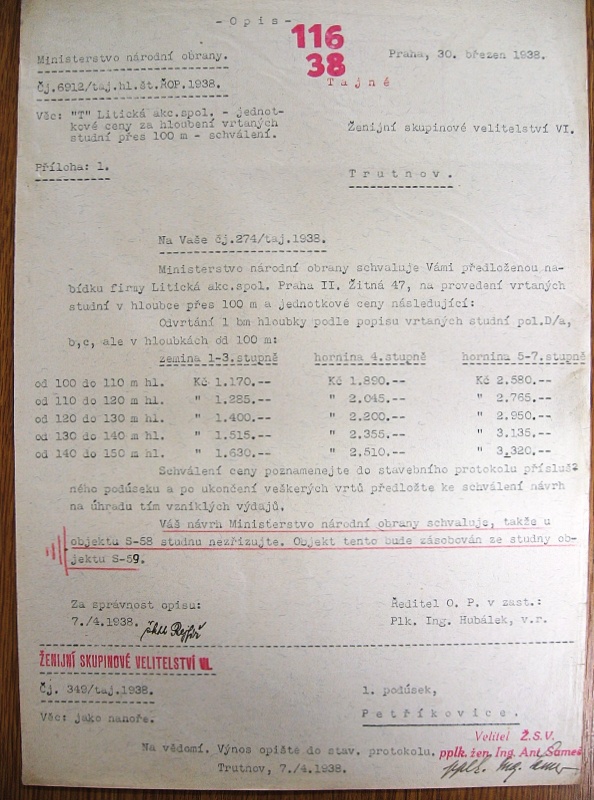 - O p i s -
116
38
Ministerstvo národní obrany.
Praha, 30. březen 1938.
Čj.6912/taj.hl.št.ŘOP.1938.
T a j n é
Věc: "T" Litická akc.spol. - jednot-
kové ceny za hloubení vrtaných
studní přes 100 m - schválení.
Ženijní skupinové velitelství VI.
Příloha: 1.
T r u t n o v .
Na Vaše čj.274/taj.1938.
Ministerstvo národní obrany schvaluje Vámi předloženou na-
bídku firmy Litická akc.spol. Praha II. Žitná 47, na provedení vrtaných
studní v hloubce přes 100 m a jednotkové ceny následující:
Odvrtání 1 bm hloubky podle popisu vrtaných studní pol.D/a,
b,c, ale v hloubkách od 100 m:
zemina 1-3.stupně hornina 4.stupně hornina 5-7.stupně
od 100 do 110 m hl. Kč 1.170.-- Kč 1.890.-- Kč 2.580.--
od 110 do 120 m hl. " 1.285.-- " 2.045.-- " 2.765.--
od 120 do 130 m hl. " 1.400.-- " 2.200.-- " 2.950.--
od 130 do 140 m hl. " 1.515.-- " 2.355.-- " 3.135.--
od 140 do 150 m hl. " 1.630.-- " 2.510.-- " 3.320.--
Schválení ceny poznamenejte do stavebního protokolu přísluš-
ného podúseku a po ukončení veškerých vrtů předložte ke schválení návrh
na úhradu tím vzniklých výdajů.
Váš návrh Ministerstvo národní obrany schvaluje, takže u
objektu S-58 studnu nezřizujte. Objekt tento bude zásobován ze studny ob-
jektu S-59.
Za správnost opisu:
7./4.1938.
Ředitel O. P. v zast.:
Plk. Ing. Hubálek, v.r.
ŽENIJNÍ SKUPINOVÉ VELITELSTVÍ VI.
Čj. 349/taj.1938.
1. podúsek,
Věc: jako nahoře.
P e t ř í k o v i c e .
Velitel Ž.S.V.
Na vědomí. Výnos opište do stav. protokolu.
pplk. žen. Ing. Ant. Šámek
Trutnov, 7./4.1938.